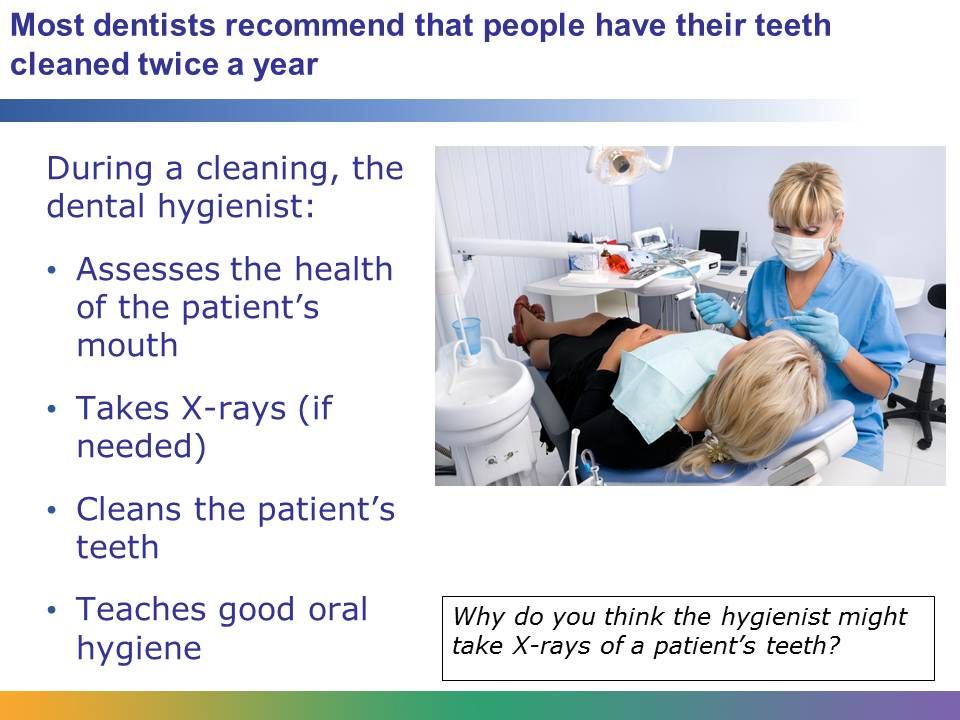 Most dentists recommend that people have their teeth
cleaned twice a year
During a cleaning, the
dental hygienist:
• Assesses the health
of the patient’s
mouth
• Takes X-rays (if
needed)
• Cleans the patient’s
teeth
• Teaches good oral
hygiene
Why do you think the hygienist might
take X-rays of a patient’s teeth?